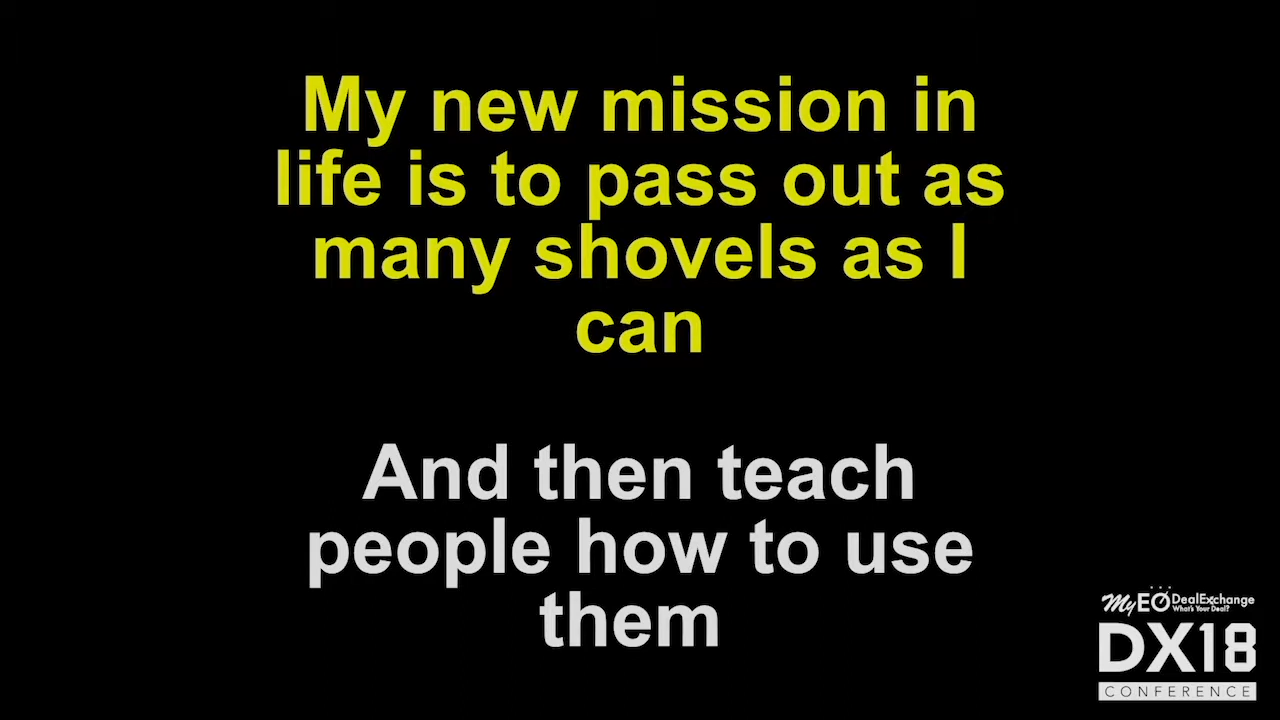 My new mission in
life is to pass out as
many shovels as I
can
And then teach
people how to use
them
MyEO DealExchange
What's Your Deal?
DX18
CONFERENCE